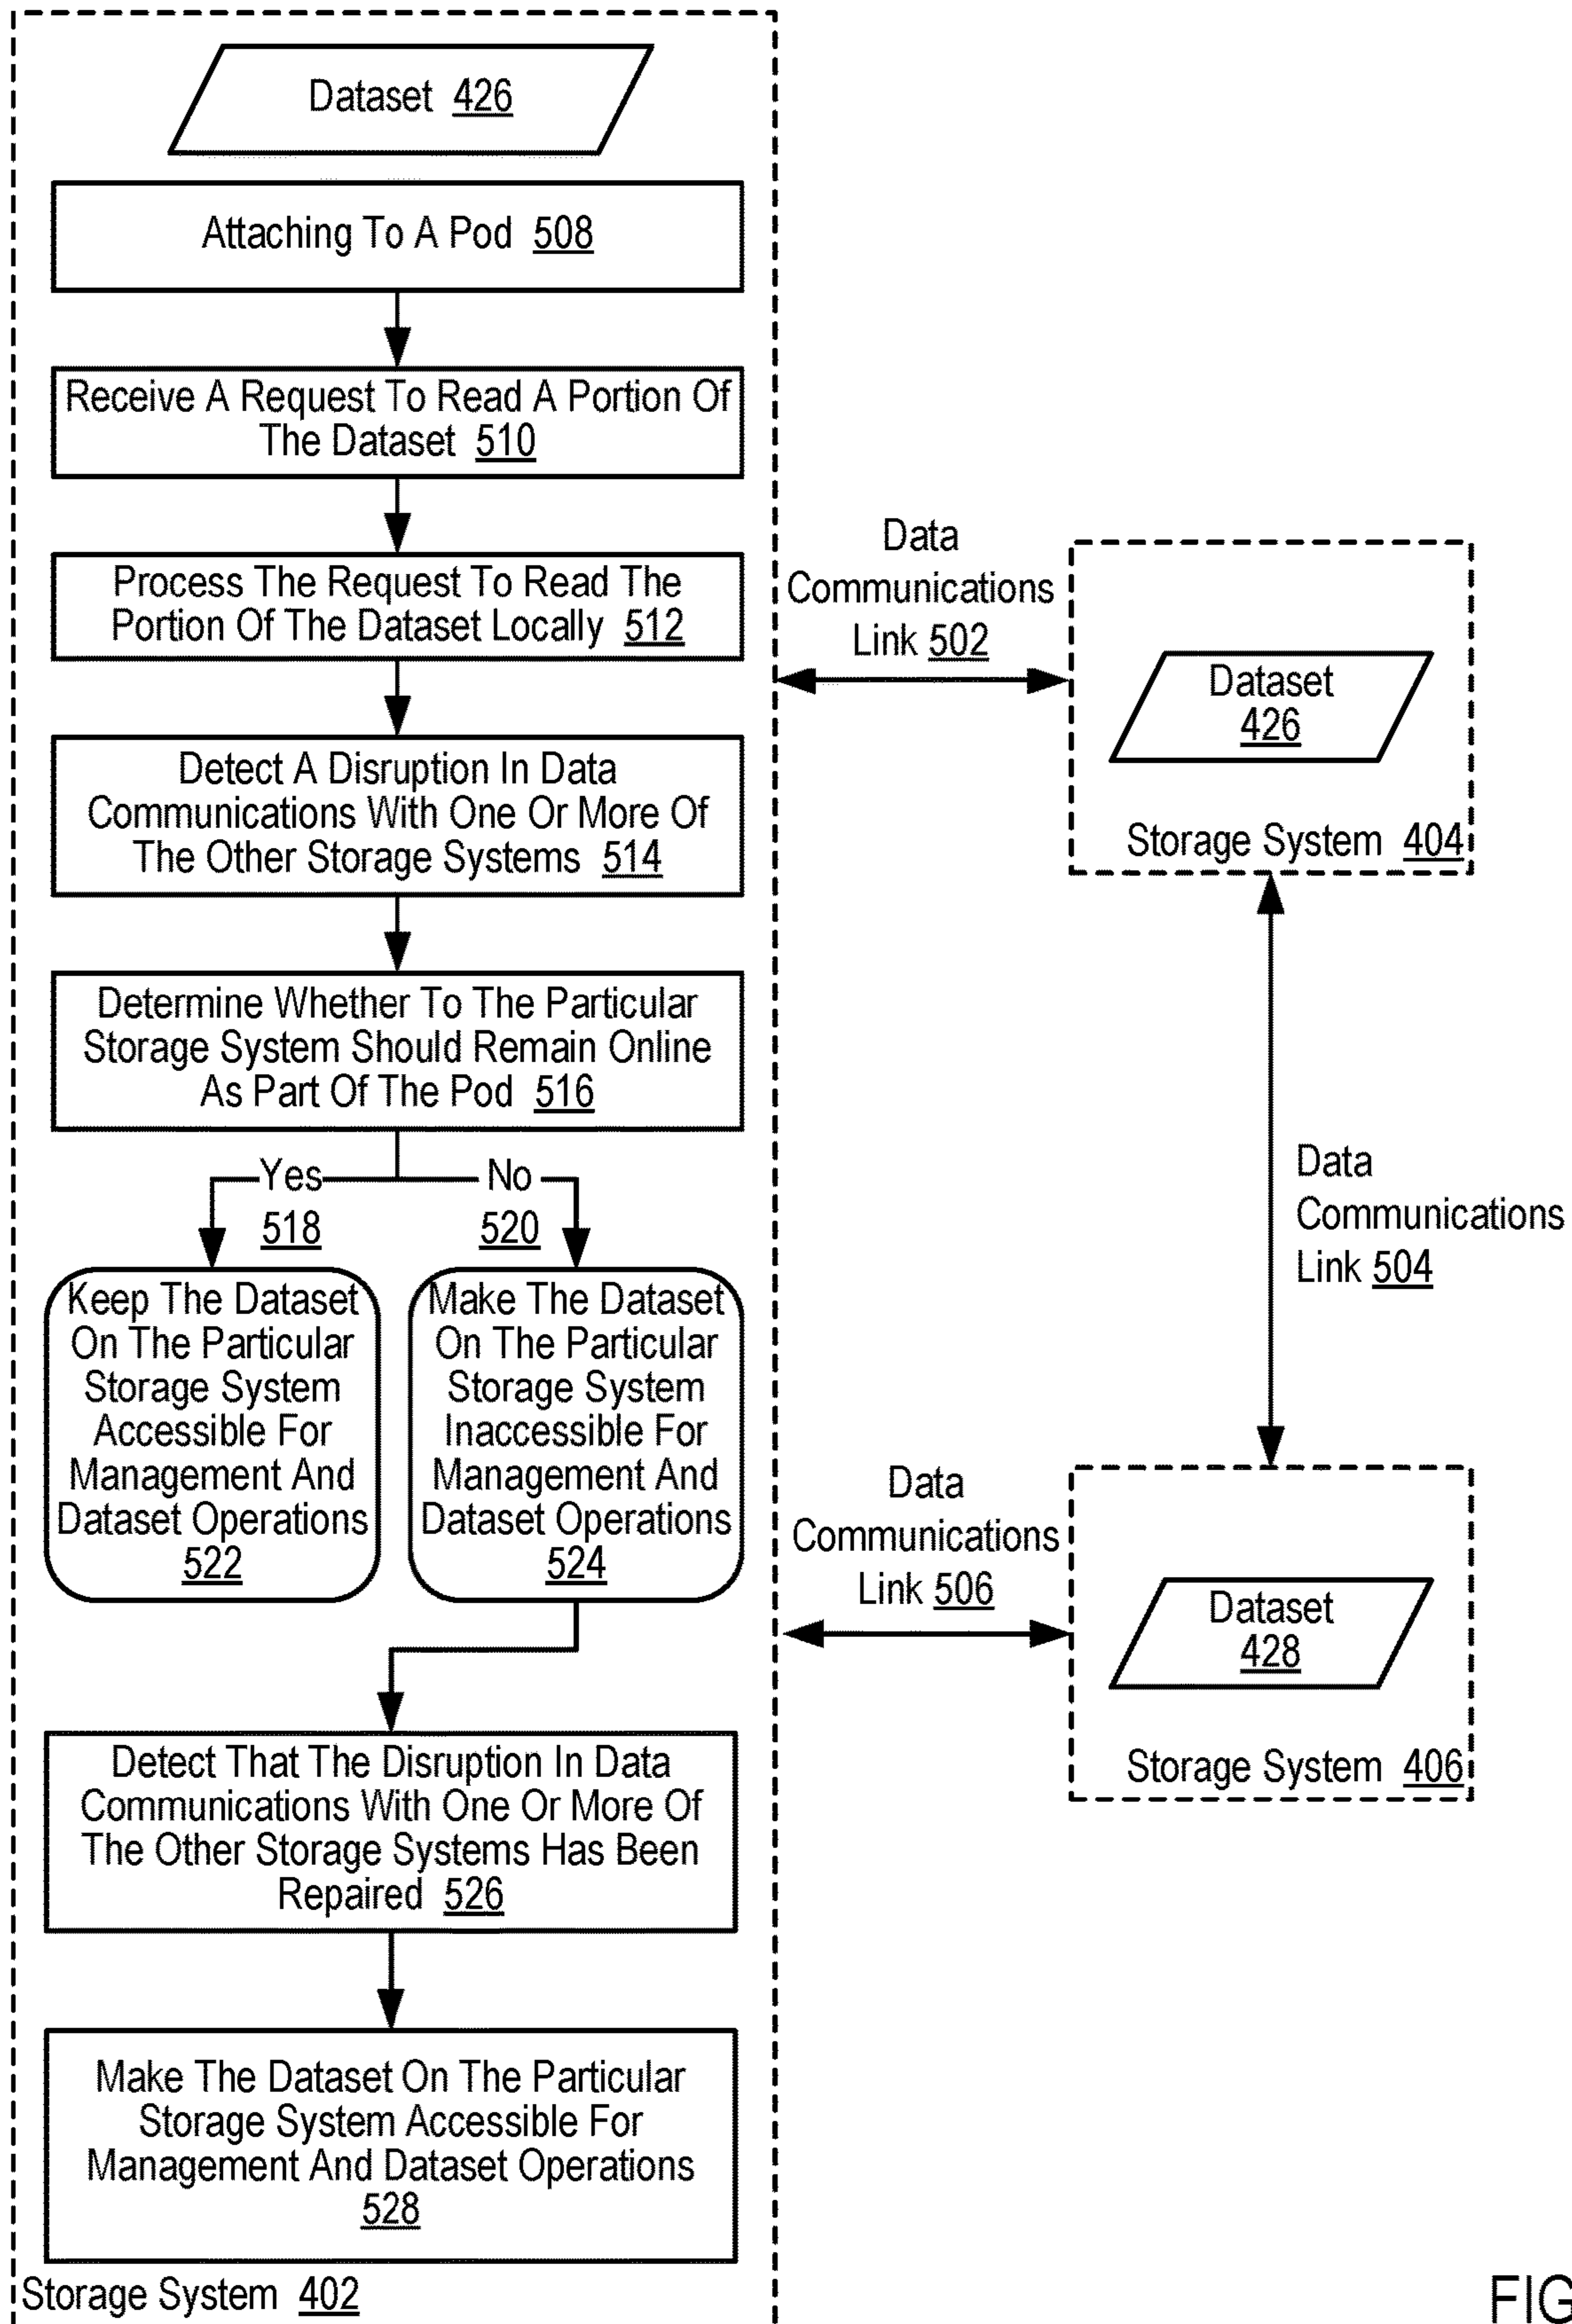 Dataset 426
Attaching To A Pod 508
Receive A Request To Read A Portion Of
The Dataset 510
Process The Request To Read The
Portion Of The Dataset Locally 512
Detect A Disruption In Data
Communications With One Or More Of
The Other Storage Systems 514
Determine Whether To The Particular
Storage System Should Remain Online
As Part Of The Pod 516
Yes
518
No
520
Keep The Dataset
On The Particular
Storage System
Accessible For
Management And
Dataset Operations
522
Make The Dataset
On The Particular
Storage System
Inaccessible For
Management And
Dataset Operations
524
Detect That The Disruption In Data
Communications With One Or More Of
The Other Storage Systems Has Been
Repaired 526
Make The Dataset On The Particular
Storage System Accessible For
Management And Dataset Operations
528
Storage System 402
Data
Communications
Link 502
Dataset
426
Storage System 404
Data
Communications
Link 504
Data
Communications
Link 506
Dataset
428
Storage System 406
FIG